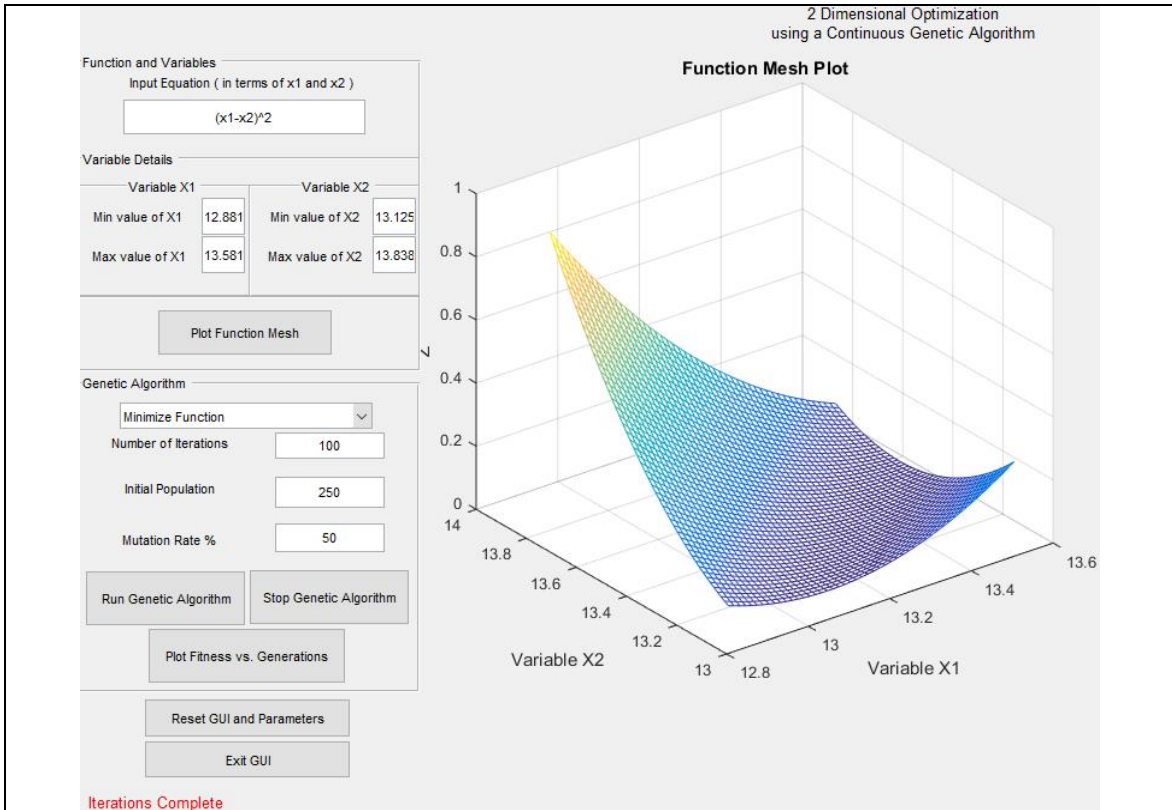 2 Dimensional Optimization
using a Continuous Genetic Algorithm
Function and Variables
Input Equation ( in terms of x1 and x2 )
(x1-x2)^2
Variable Details
Variable X1
Variable X2
Min value of X1
12.881
Min value of X2
13.125
Max value of X1
13.581
Max value of X2
13.838
Plot Function Mesh
Genetic Algorithm
Minimize Function
Number of Iterations
100
Initial Population
250
Mutation Rate %
50
Run Genetic Algorithm
Stop Genetic Algorithm
Plot Fitness vs. Generations
Reset GUI and Parameters
Exit GUI
Iterations Complete
Function Mesh Plot
1
0.8
0.6
0.4
0.2
0
14
13.8
13.6
13.4
13.2
13
Variable X2
12.8
13
13.2
13.4
13.6
Variable X1